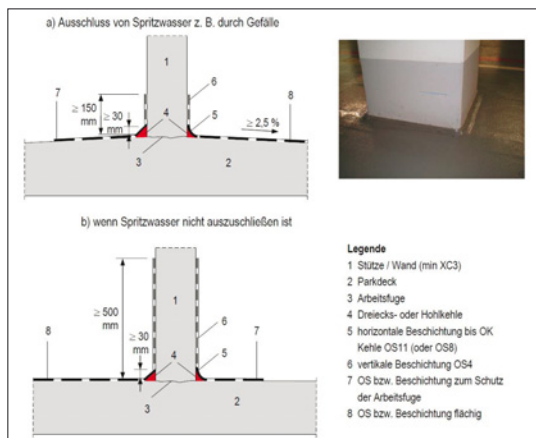 a) Ausschluss von Spritzwasser z. B. durch Gefälle
1
7
≥ 150
mm
≥ 30
mm
4
6
5
8
≥ 2,5 %
3
2
b) wenn Spritzwasser nicht auszuschließen ist
1
≥ 500
mm
≥ 30
mm
4
6
5
8
7
3
2
Legende
1 Stütze / Wand (min XC3)
2 Parkdeck
3 Arbeitsfuge
4 Dreiecks- oder Hohlkehle
5 horizontale Beschichtung bis OK
Kehle OS11 (oder OS8)
6 vertikale Beschichtung OS4
7 OS bzw. Beschichtung zum Schutz
der Arbeitsfuge
8 OS bzw. Beschichtung flächig